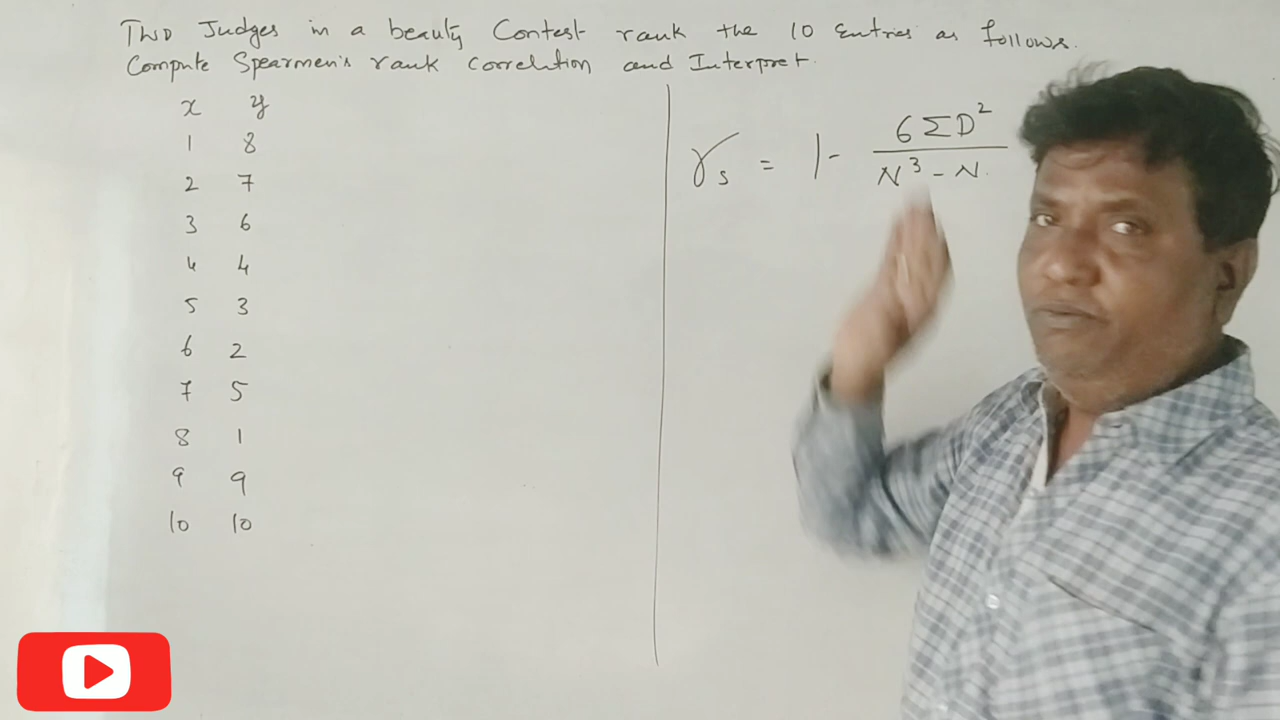 Two Judges in a beauty Contest rank the 10 Entries as follows.
Compute Spearmen's rank Correlation and Interpret.
x y
1 8
2 7
3 6
4 4
5 3
6 2
7 5
8 1
9 9
10 10
γs = 1 - 6 ΣD² / N³ - N.